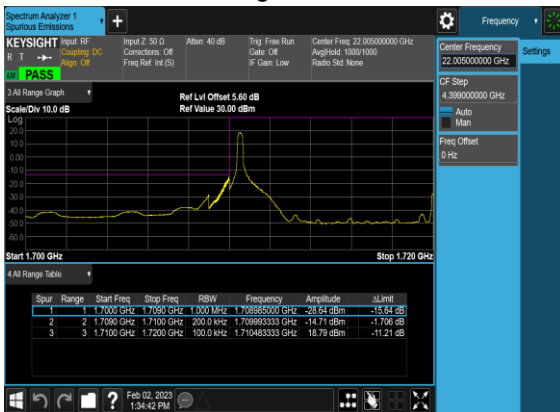 Spectrum Analyzer 1
Spurious Emissions
Frequency
KEYSIGHT
R T
LW
PASS
Input: RF
Coupling: DC
Align: Off
Input Z: 50 Ω
Corrections: Off
Freq Ref: Int (S)
Atten: 40 dB
Trig: Free Run
Gate: Off
IF Gain: Low
Center Freq: 22.005000000 GHz
Avg|Hold: 1000/1000
Radio Std: None
Center Frequency
22.005000000 GHz
Settings
CF Step
4.399000000 GHz
Auto
Man
Freq Offset
0 Hz
3 All Range Graph
Scale/Div 10.0 dB
Ref Lvl Offset 5.60 dB
Ref Value 30.00 dBm
Log
20.0
10.0
0.00
-10.0
-20.0
-30.0
-40.0
-50.0
-60.0
Start 1.700 GHz
Stop 1.720 GHz
4 All Range Table
Spur Range Start Freq Stop Freq RBW Frequency Amplitude ΔLimit
1 1 1.7000 GHz 1.7090 GHz 1.000 MHz 1.708985000 GHz -28.64 dBm -15.64 dB
2 2 1.7090 GHz 1.7100 GHz 200.0 kHz 1.709993333 GHz -14.71 dBm -1.706 dB
3 3 1.7100 GHz 1.7200 GHz 100.0 kHz 1.710483333 GHz 18.79 dBm -11.21 dB
?
Feb 02, 2023
1:34:42 PM